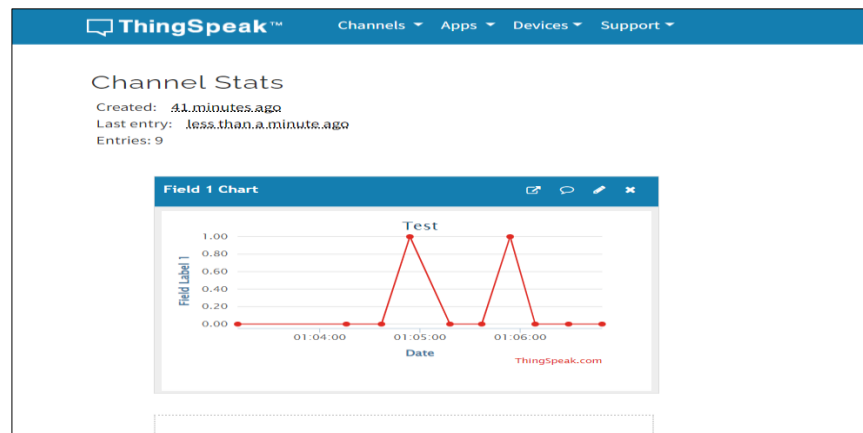 ThingSpeak™ Channels Apps Devices Support
Channel Stats
Created: 41 minutes ago
Last entry: less than a minute ago
Entries: 9
Field 1 Chart
Test
1.00
0.80
0.60
0.40
0.20
0.00
Field Label 1
01:04:00 01:05:00 01:06:00
Date
ThingSpeak.com